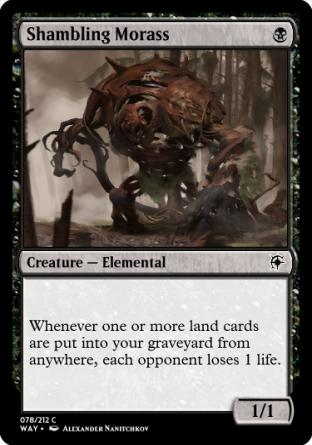 Shambling Morass
Creature — Elemental
Whenever one or more land cards
are put into your graveyard from
anywhere, each opponent loses 1 life.
1/1
078/212 C
WAY • Alexander Nanitchkov